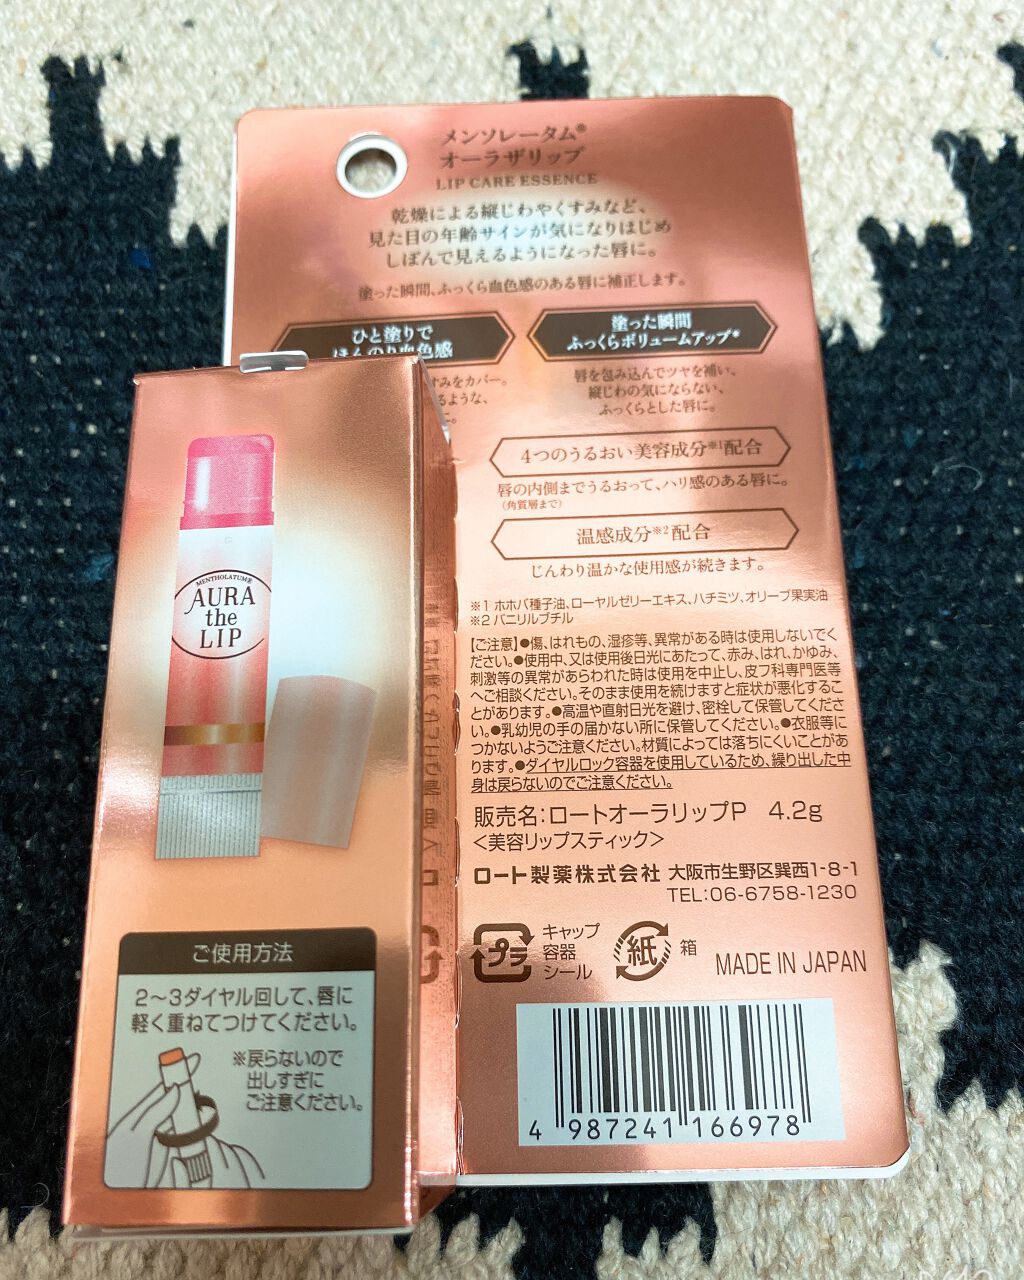 メンソレータム®
オーラザリップ
LIP CARE ESSENCE
乾燥による縦じわやくすみなど、
見た目の年齢サインが気になりはじめ
しぼんで見えるようになった唇に。
塗った瞬間、ふっくら血色感のある唇に補正します。
ひと塗りで
ほんのり血色感
すみをカバー。
るような、
に。
塗った瞬間
ふっくらボリュームアップ*
唇を包み込んでツヤを補い、
縦じわの気にならない、
ふっくらとした唇に。
4つのうるおい美容成分※1配合
唇の内側までうるおって、ハリ感のある唇に。
(角質層まで)
温感成分※2配合
じんわり温かな使用感が続きます。
※1 ホホバ種子油、ローヤルゼリーエキス、ハチミツ、オリーブ果実油
※2 バニリルブチル
【ご注意】●傷、はれもの、湿疹等、異常がある時は使用しないでく
ださい。●使用中、又は使用後日光にあたって、赤み、はれ、かゆみ、
刺激等の異常があらわれた時は使用を中止し、皮フ科専門医等
へご相談ください。そのまま使用を続けますと症状が悪化するこ
とがあります。●高温や直射日光を避け、密栓して保管してくださ
い。●乳幼児の手の届かない所に保管してください。●衣服等に
つかないようご注意ください。材質によっては落ちにくいことがあ
ります。●ダイヤルロック容器を使用しているため、繰り出した中
身は戻らないのでご注意ください。
販売名:ロートオーラリップP 4.2g
<美容リップスティック>
ロート製薬株式会社 大阪市生野区巽西1-8-1
TEL:06-6758-1230
プラ
キャップ
容器
シール
紙
箱
MADE IN JAPAN
4 987241 166978
MENTHOLATUM®
AURA
the
LIP
ご使用方法
2～3ダイヤル回して、唇に
軽く重ねてつけてください。
※戻らないので
出しすぎに
ご注意ください。